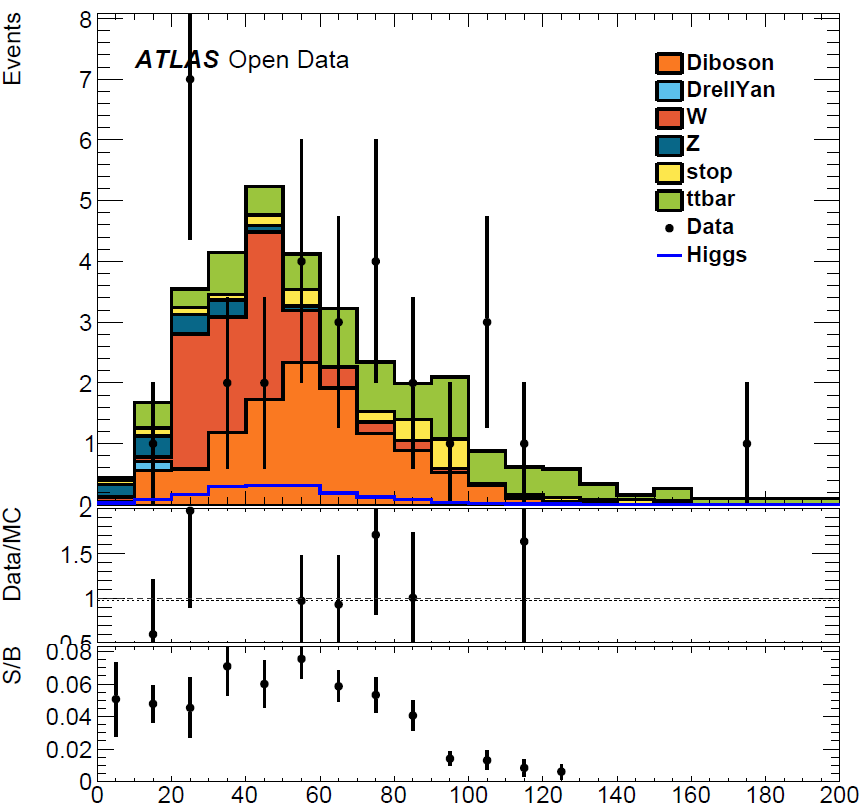 Events
8
7
6
5
4
3
2
1
0
ATLAS Open Data
Diboson
DrellYan
W
Z
stop
ttbar
Data
Higgs
Data/MC
2
1.5
1
0.5
S/B
0.08
0.06
0.04
0.02
0
0 20 40 60 80 100 120 140 160 180 200